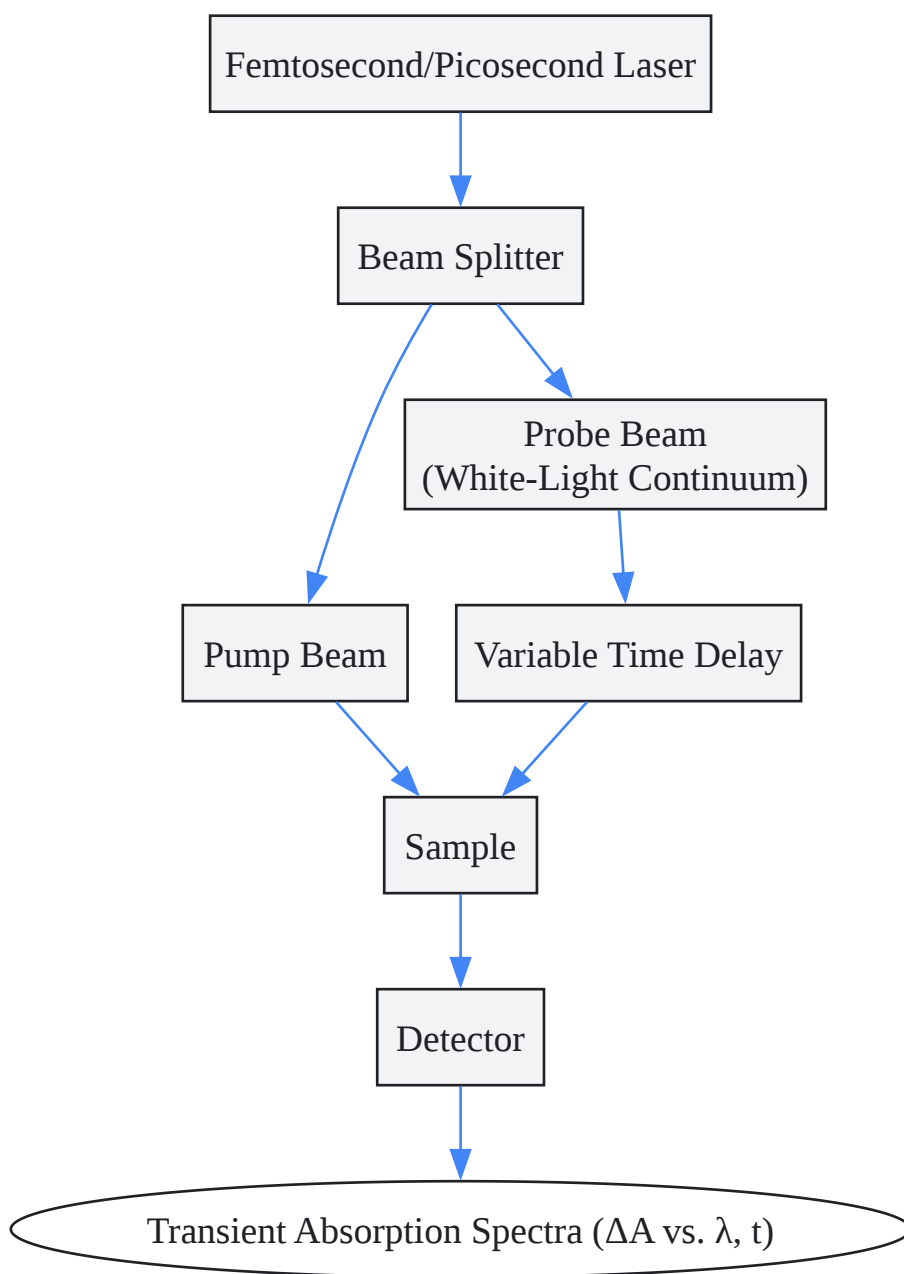 Femtosecond/Picosecond Laser
Beam Splitter
Probe Beam
(White-Light Continuum)
Pump Beam
Variable Time Delay
Sample
Detector
Transient Absorption Spectra (ΔA vs. λ, t)